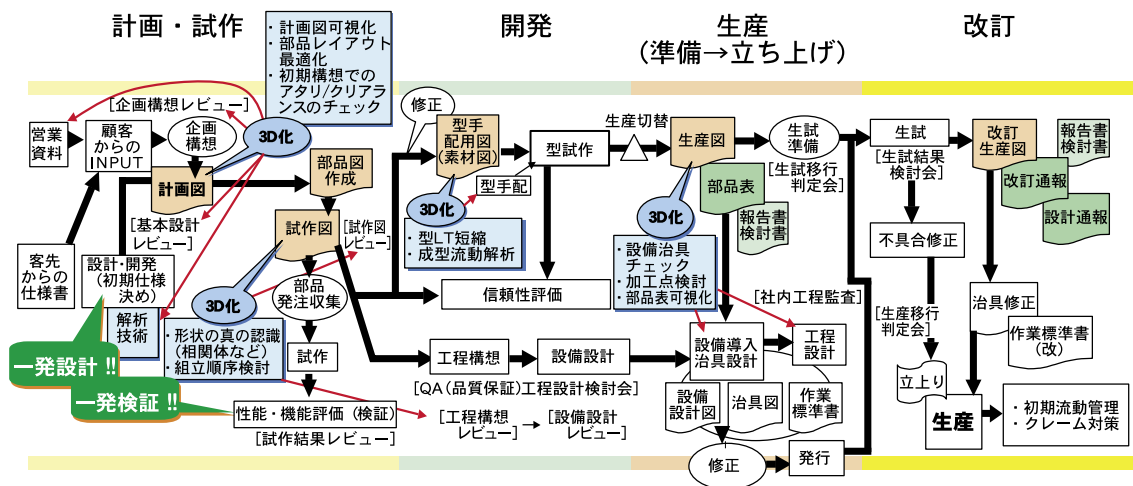 計画・試作
開発
生産
(準備→立ち上げ)
改訂
・計画図可視化
・部品レイアウト
最適化
・初期構想での
アタリ/クリアラ
ンスのチェック
[企画構想レビュー]
営業
資料
顧客
からの
INPUT
企画
構想
3D化
計画図
部品図
作成
[基本設計
レビュー]
客先
からの
仕様書
設計・開発
(初期仕様
決め)
解析
技術
一発設計!!
一発検証!!
試作図
[試作図
レビュー]
3D化
・形状の真の認識
(相関体など)
・組立順序検討
部品
発注収集
試作
性能・機能評価(検証)
[試作結果レビュー]
修正
型手
配用図
(素材図)
型試作
型手配
3D化
・型LT短縮
・成型流動解析
信頼性評価
工程構想
設備設計
[QA(品質保証)工程設計検討会]
[工程構想
レビュー]
→
[設備設計
レビュー]
生産切替
生産図
生試
準備
[生試移行
判定会]
部品表
報告書
検討書
3D化
・設備治具
チェック
・加工点検討
・部品表可視化
[社内工程監査]
設備導入
治具設計
工程
設計
設備
設計図
治具図
作業
標準書
修正
発行
生試
[生試結果
検討会]
改訂
生産図
報告書
検討書
改訂通報
設計通報
不具合修正
[生産移行
判定会]
治具修正
作業標準書
(改)
立上り
生産
・初期流動管理
・クレーム対策